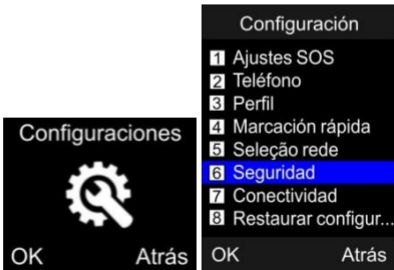 Configuraciones
OK Atrás
Configuración
1 Ajustes SOS
2 Teléfono
3 Perfil
4 Marcación rápida
5 Seleção rede
6 Seguridad
7 Conectividad
8 Restaurar configur...
OK Atrás